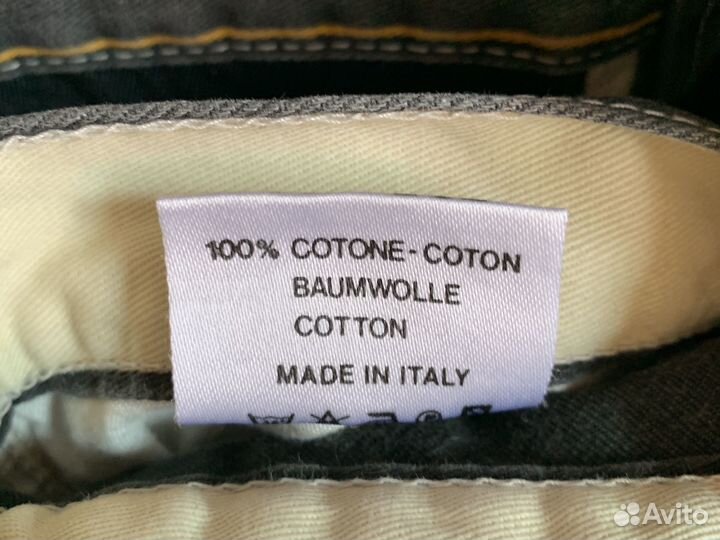 100% COTONE-COTON
BAUMWOLLE
COTTON
MADE IN ITALY
Avito